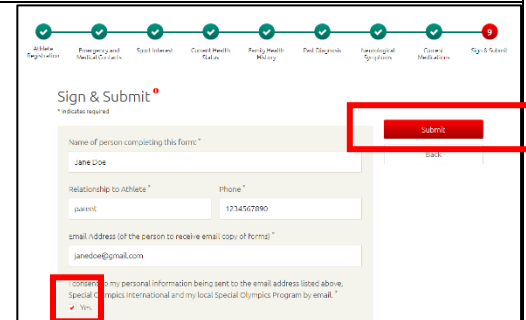 9
Athlete Registration
Emergency and Medical Contacts
Sport Interest
Current Health Status
Family Health History
Past Diagnosis
Neurological Symptoms
Current Medications
Sign & Submit
Sign & Submit
* Indicates required
Submit
Back
Name of person completing this form: *
Jane Doe
Relationship to Athlete *
Phone *
parent
1234567890
Email Address (of the person to receive email copy of forms) *
janedoe@gmail.com
I consent to my personal information being sent to the email address listed above,
Special Olympics International and my local Special Olympics Program by email. *
Yes